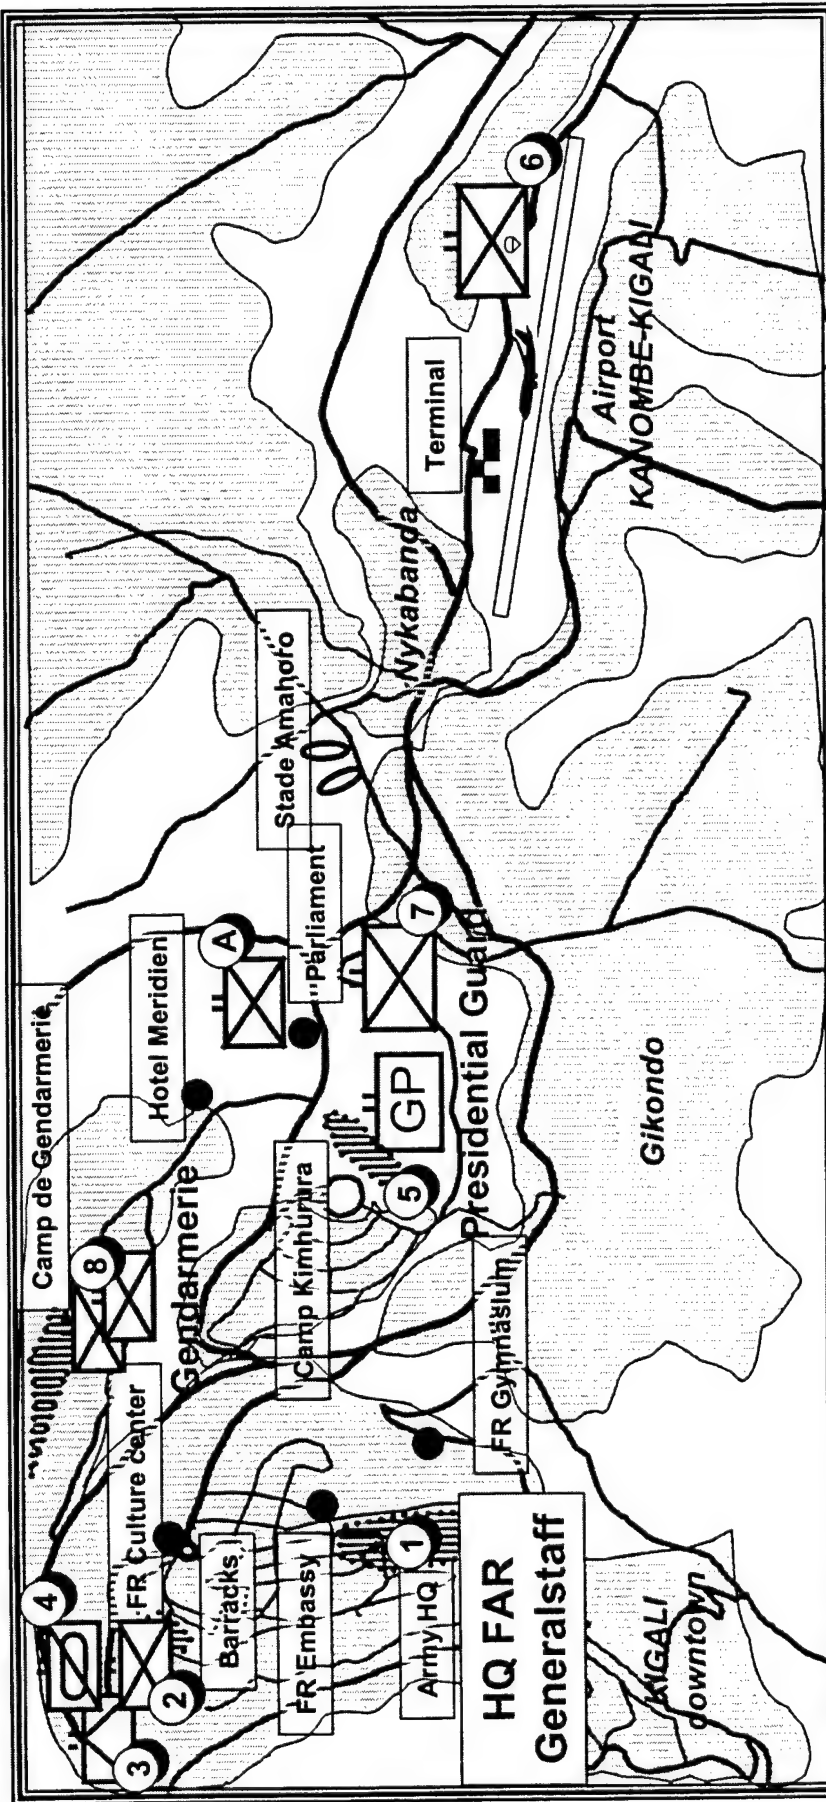 Camp de Gendarmerie
8
4
3
2
FR Culture center
Hotel Meridien
Gendarmerie
A
Barracks
Stade Amahoro
Camp Kimhurura
FR Embassy
Parliament
7
GP
5
1
Army HQ
Nykabanda
Terminal
6
Presidential Guard
FR Gymnasium
HQ FAR
Generalstaff
Airport
KANOMBE-KIGALI
Gikondo
KIGALI
downtown